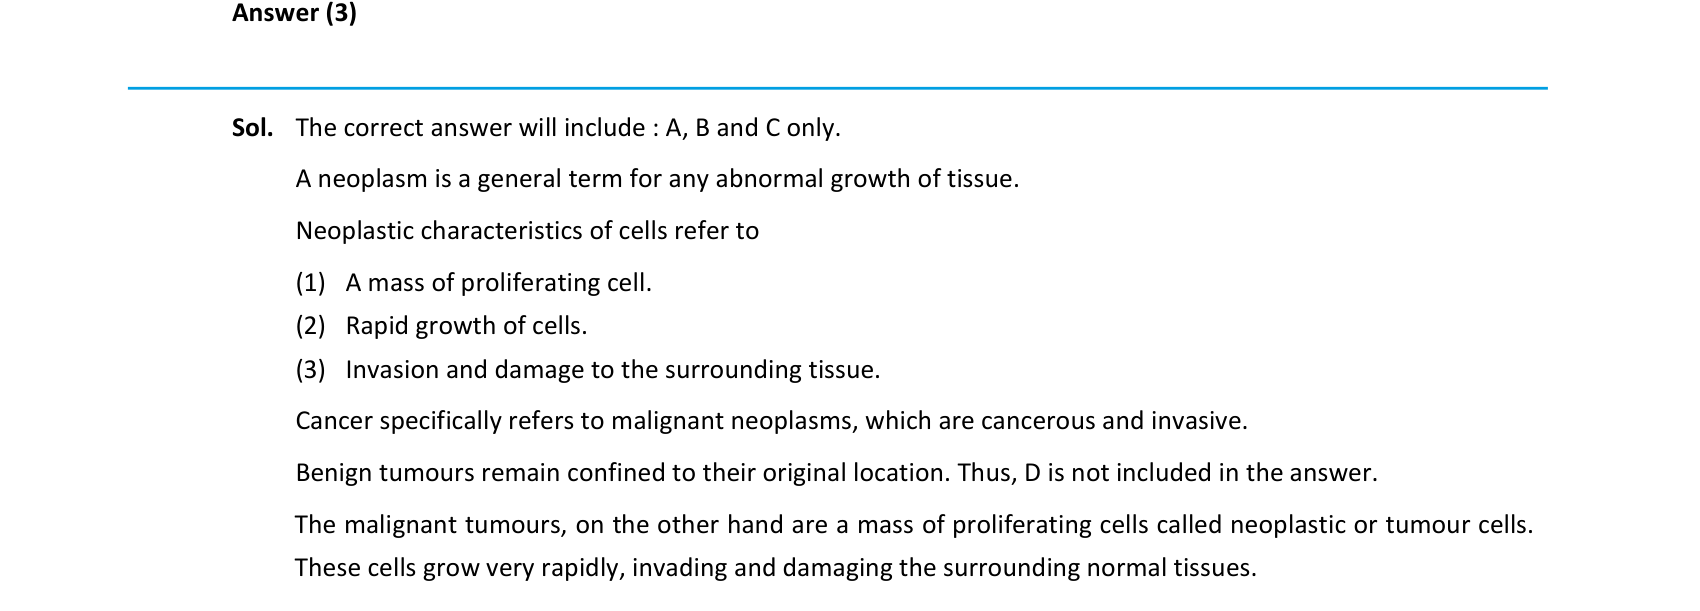 Answer (3)
Sol. The correct answer will include : A, B and C only.
A neoplasm is a general term for any abnormal growth of tissue.
Neoplastic characteristics of cells refer to
(1) A mass of proliferating cell.
(2) Rapid growth of cells.
(3) Invasion and damage to the surrounding tissue.
Cancer specifically refers to malignant neoplasms, which are cancerous and invasive.
Benign tumours remain confined to their original location. Thus, D is not included in the answer.
The malignant tumours, on the other hand are a mass of proliferating cells called neoplastic or tumour cells.
These cells grow very rapidly, invading and damaging the surrounding normal tissues.